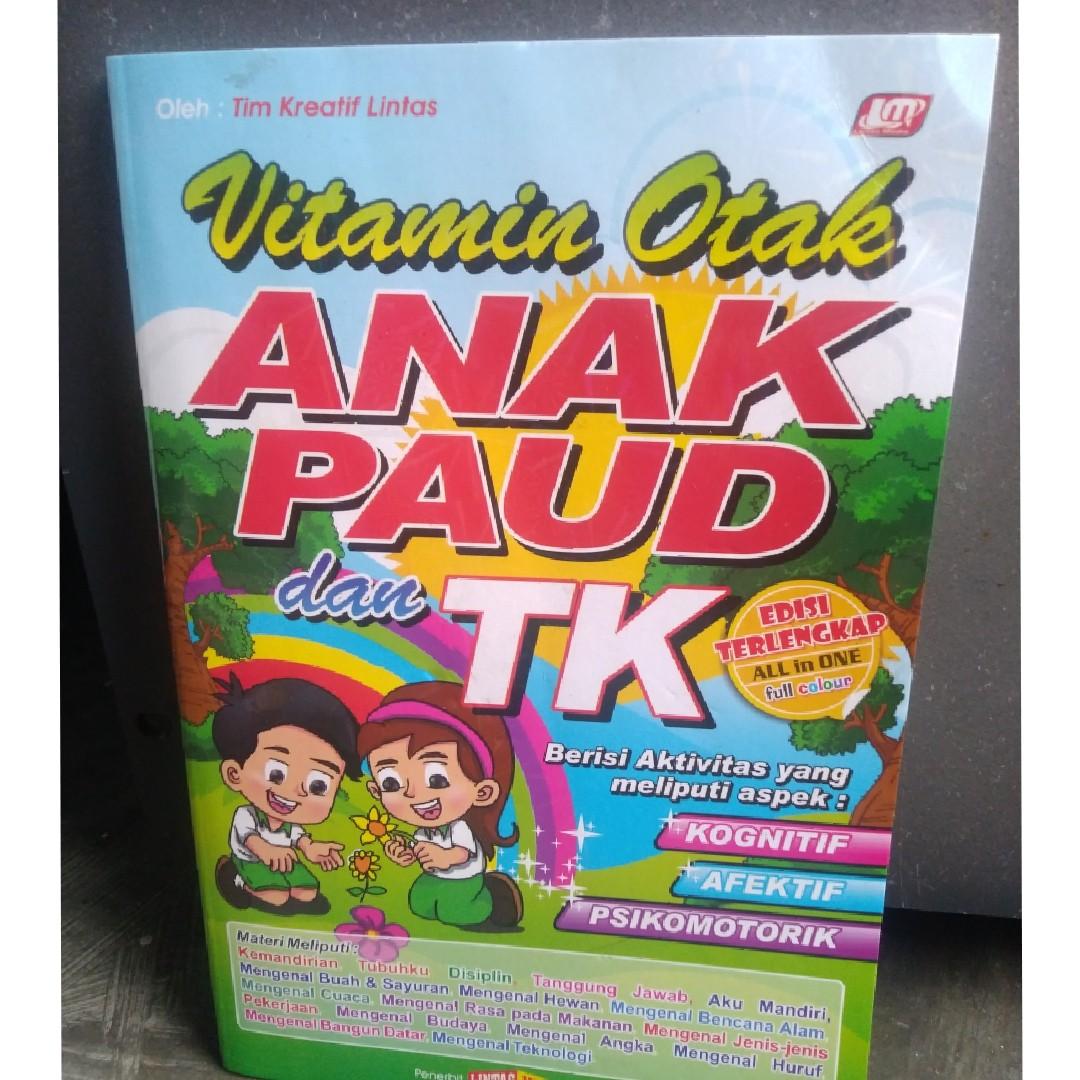 Oleh : Tim Kreatif Lintas
LM
Vitamin Otak
ANAK
PAUD
dan TK
EDISI
TERLENGKAP
ALL in ONE
full colour
Berisi Aktivitas yang
meliputi aspek :
KOGNITIF
AFEKTIF
PSIKOMOTORIK
Materi Meliputi :
Kemandirian, Tubuhku, Disiplin, Tanggung Jawab, Aku Mandiri,
Mengenal Buah & Sayuran, Mengenal Hewan, Mengenal Bencana Alam,
Mengenal Cuaca, Mengenal Rasa pada Makanan, Mengenal Jenis-jenis
Pekerjaan, Mengenal Budaya, Mengenal Angka, Mengenal Huruf,
Mengenal Bangun Datar, Mengenal Teknologi
Penerbit LINTAS